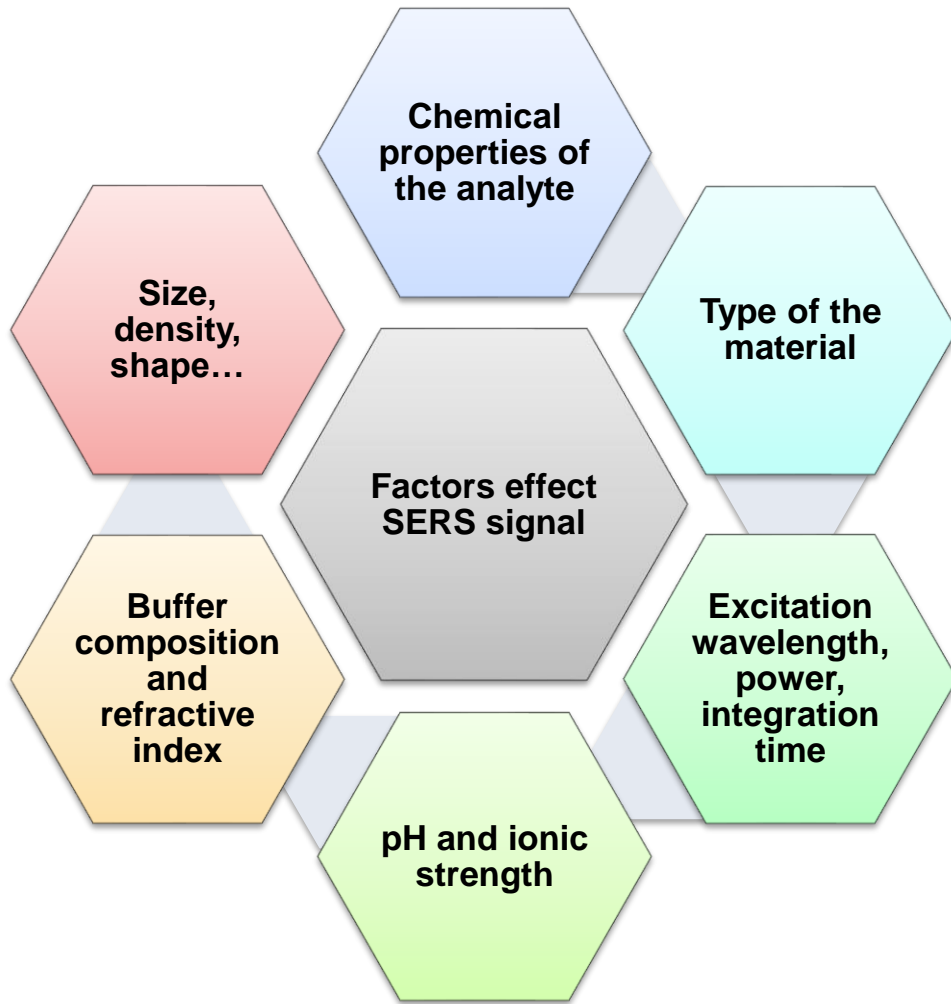 Chemical
properties of
the analyte
Type of the
material
Excitation
wavelength,
power,
integration
time
pH and ionic
strength
Buffer
composition
and
refractive
index
Size,
density,
shape…
Factors effect
SERS signal